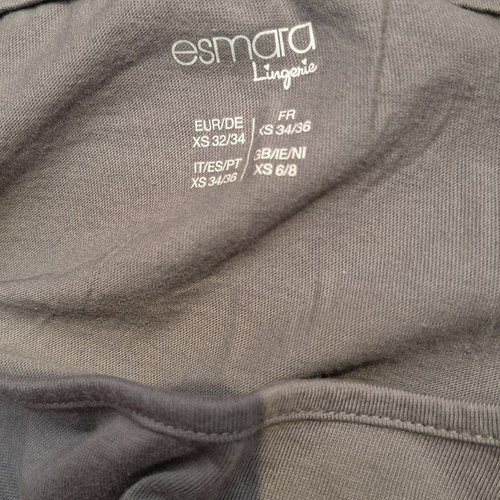 esmara
Lingerie
EUR/DE
XS 32/34
FR
XS 34/36
IT/ES/PT
XS 34/36
GB/IE/NI
XS 6/8